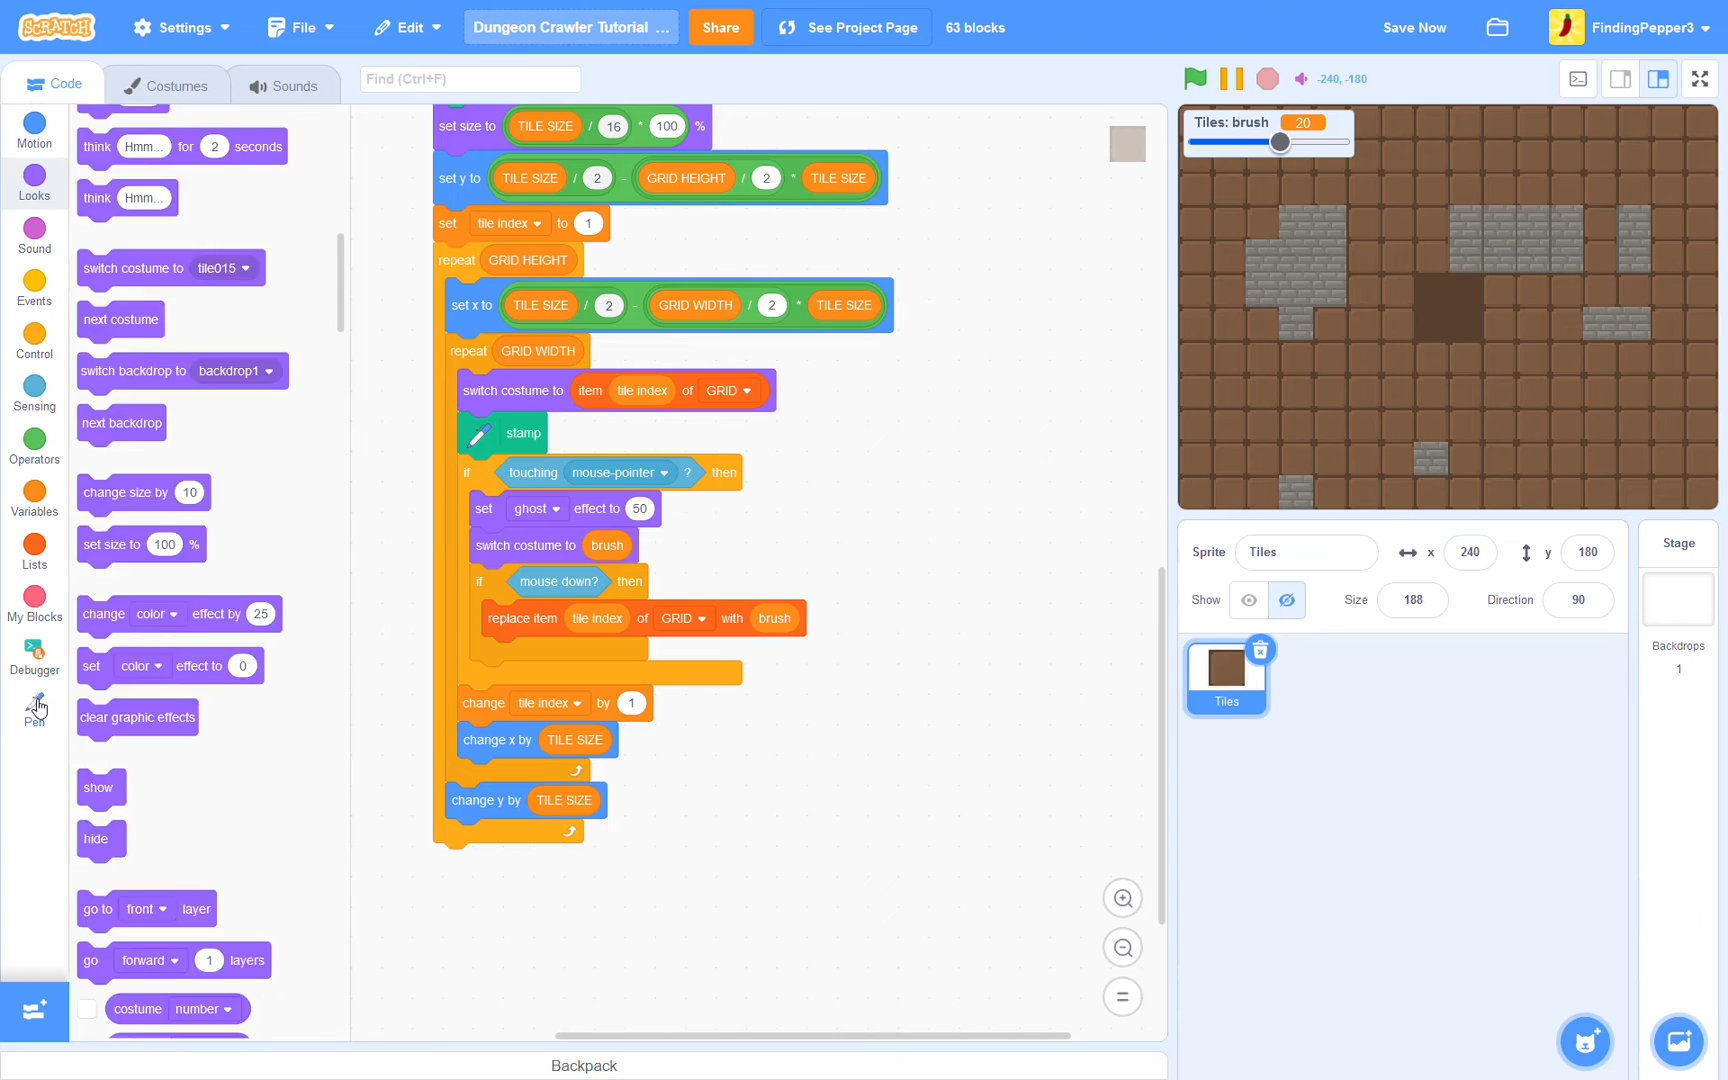 SCRATCH Settings File Edit Dungeon Crawler Tutorial ... Share See Project Page 63 blocks Save Now FindingPepper3
Code Costumes Sounds Find (Ctrl+F) -240, -180
Motion
Looks
Sound
Events
Control
Sensing
Operators
Variables
Lists
My Blocks
Debugger
Pen
think Hmm... for 2 seconds
think Hmm...
switch costume to tile015
next costume
switch backdrop to backdrop1
next backdrop
change size by 10
set size to 100 %
change color effect by 25
set color effect to 0
clear graphic effects
show
hide
go to front layer
go forward 1 layers
costume number
set size to TILE SIZE / 16 * 100 %
set y to TILE SIZE / 2 - GRID HEIGHT / 2 * TILE SIZE
set tile index to 1
repeat GRID HEIGHT
set x to TILE SIZE / 2 - GRID WIDTH / 2 * TILE SIZE
repeat GRID WIDTH
switch costume to item tile index of GRID
stamp
if touching mouse-pointer ? then
set ghost effect to 50
switch costume to brush
if mouse down? then
replace item tile index of GRID with brush
change tile index by 1
change x by TILE SIZE
change y by TILE SIZE
=
Backpack
Tiles: brush 20
Sprite Tiles x 240 y 180
Show Size 188 Direction 90
Tiles
Stage
Backdrops
1